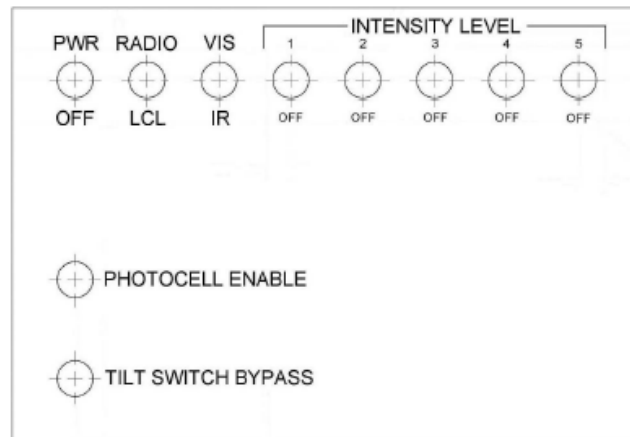 INTENSITY LEVEL
PWR RADIO VIS 1 2 3 4 5
OFF LCL IR OFF OFF OFF OFF OFF
PHOTOCELL ENABLE
TILT SWITCH BYPASS